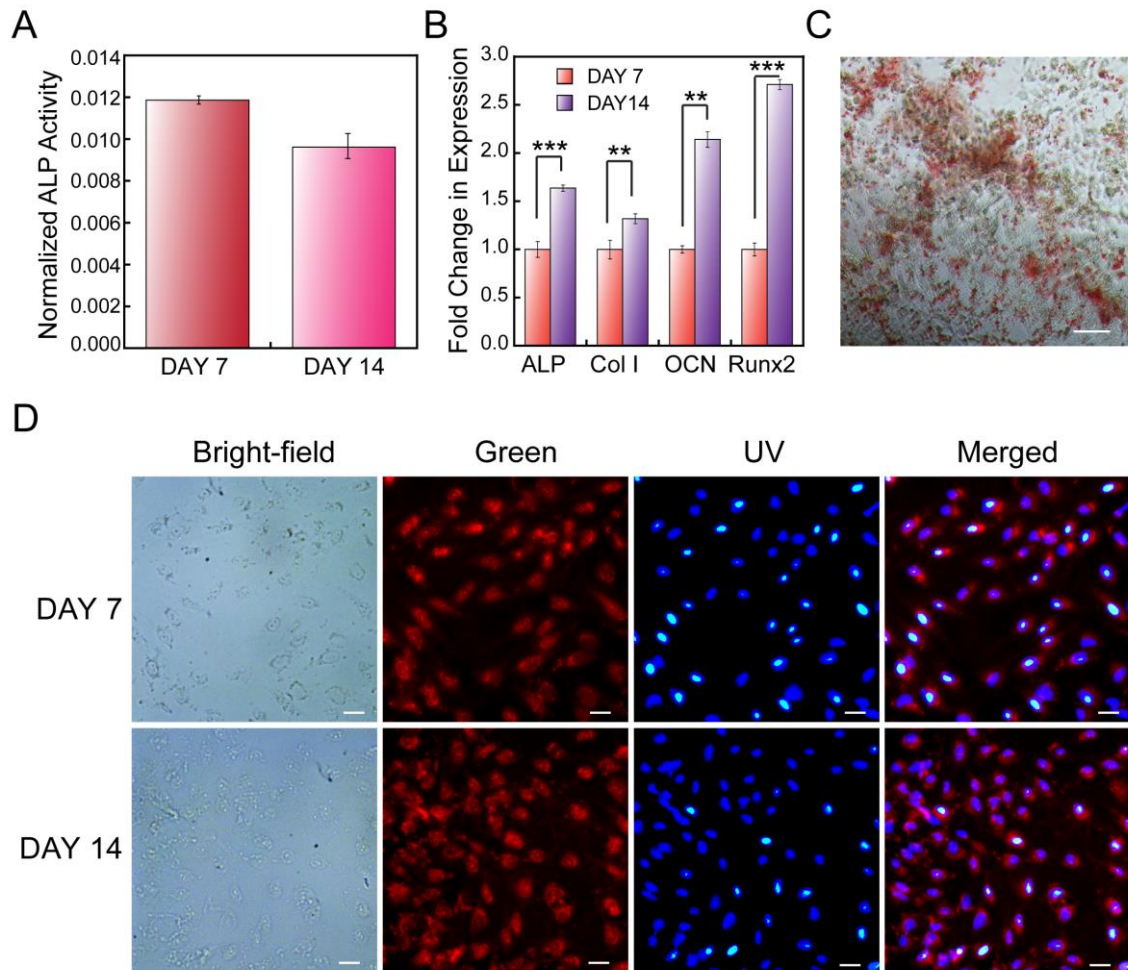 A
Normalized ALP Activity
0.014
0.012
0.010
0.008
0.006
0.004
0.002
0.000
DAY 7 DAY 14
B
Fold Change in Expression
3.0
2.5
2.0
1.5
1.0
0.5
0.0
DAY 7
DAY14
***
**
**
***
ALP Col I OCN Runx2
C
D
Bright-field Green UV Merged
DAY 7
DAY 14